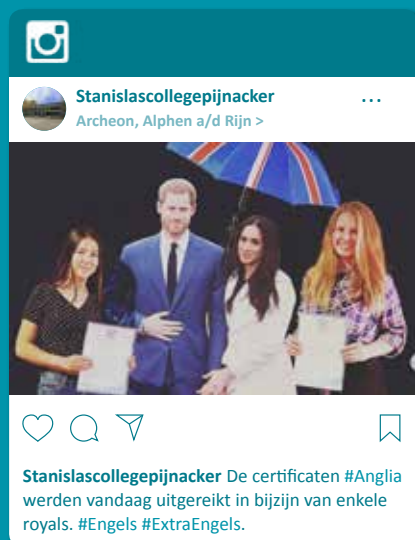 Stanislascollegepijnacker
...
Archeon, Alphen a/d Rijn >
Stanislascollegepijnacker De certificaten #Anglia
werden vandaag uitgereikt in bijzijn van enkele
royals. #Engels #ExtraEngels.